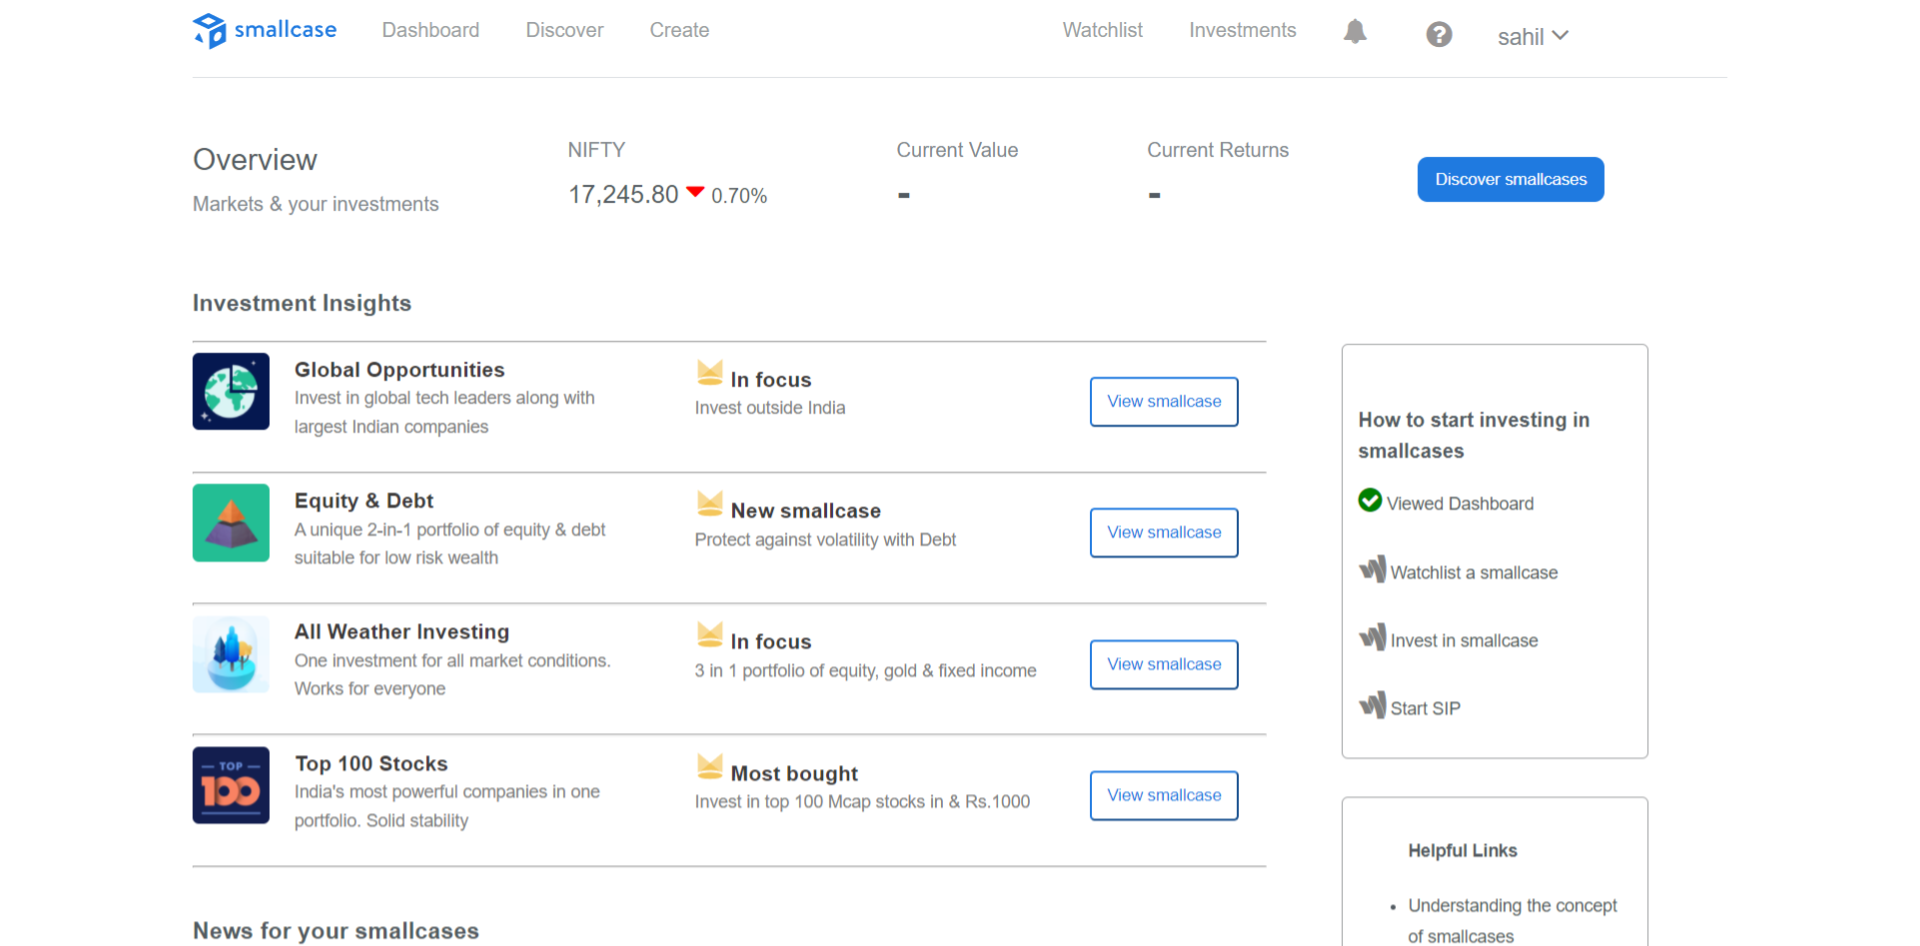 smallcase
Dashboard
Discover
Create
Watchlist
Investments
sahil
Overview
Markets & your investments
NIFTY
17,245.80 0.70%
Current Value
-
Current Returns
-
Discover smallcases
Investment Insights
Global Opportunities
Invest in global tech leaders along with
largest Indian companies
In focus
Invest outside India
View smallcase
Equity & Debt
A unique 2-in-1 portfolio of equity & debt
suitable for low risk wealth
New smallcase
Protect against volatility with Debt
View smallcase
All Weather Investing
One investment for all market conditions.
Works for everyone
In focus
3 in 1 portfolio of equity, gold & fixed income
View smallcase
TOP
100
Top 100 Stocks
India's most powerful companies in one
portfolio. Solid stability
Most bought
Invest in top 100 Mcap stocks in & Rs.1000
View smallcase
News for your smallcases
How to start investing in
smallcases
Viewed Dashboard
Watchlist a smallcase
Invest in smallcase
Start SIP
Helpful Links
• Understanding the concept
of smallcases